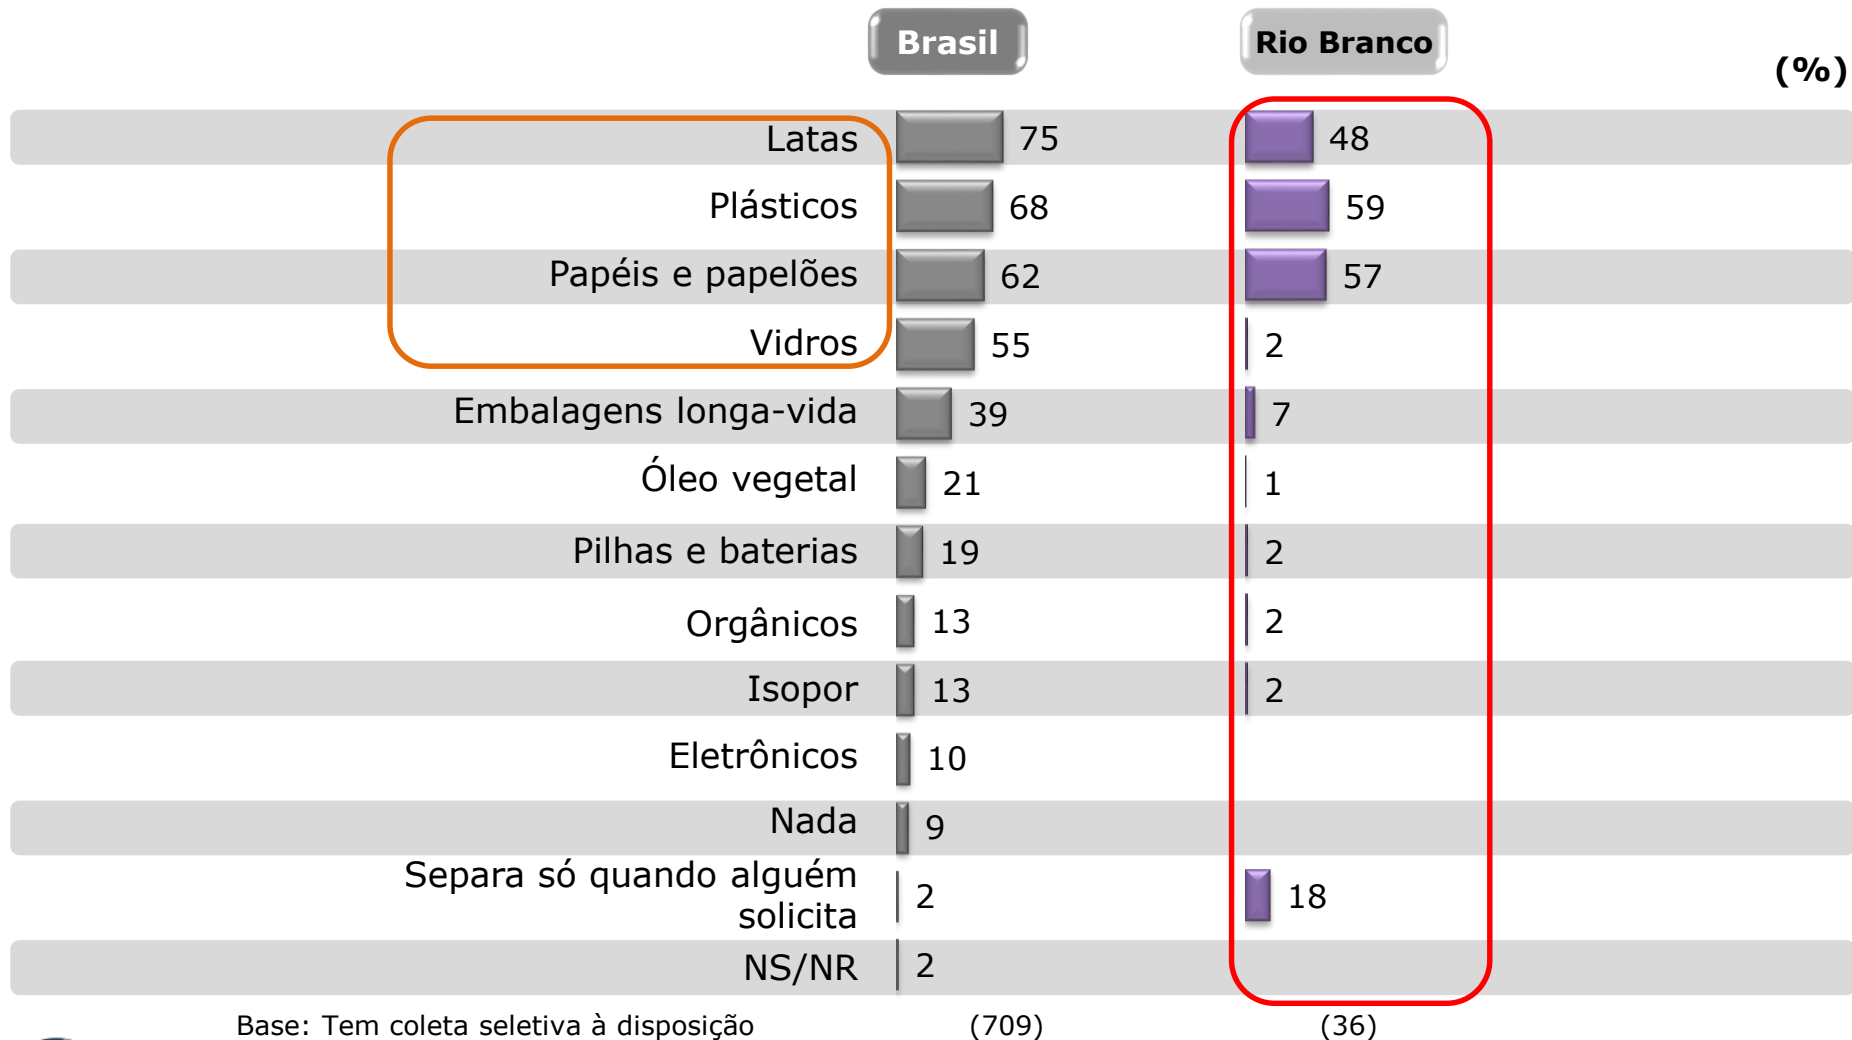 Brasil Rio Branco
(%)
Latas 75 48
Plásticos 68 59
Papéis e papelões 62 57
Vidros 55 2
Embalagens longa-vida 39 7
Óleo vegetal 21 1
Pilhas e baterias 19 2
Orgânicos 13 2
Isopor 13 2
Eletrônicos 10
Nada 9
Separa só quando alguém
solicita 2 18
NS/NR 2
Base: Tem coleta seletiva à disposição (709) (36)